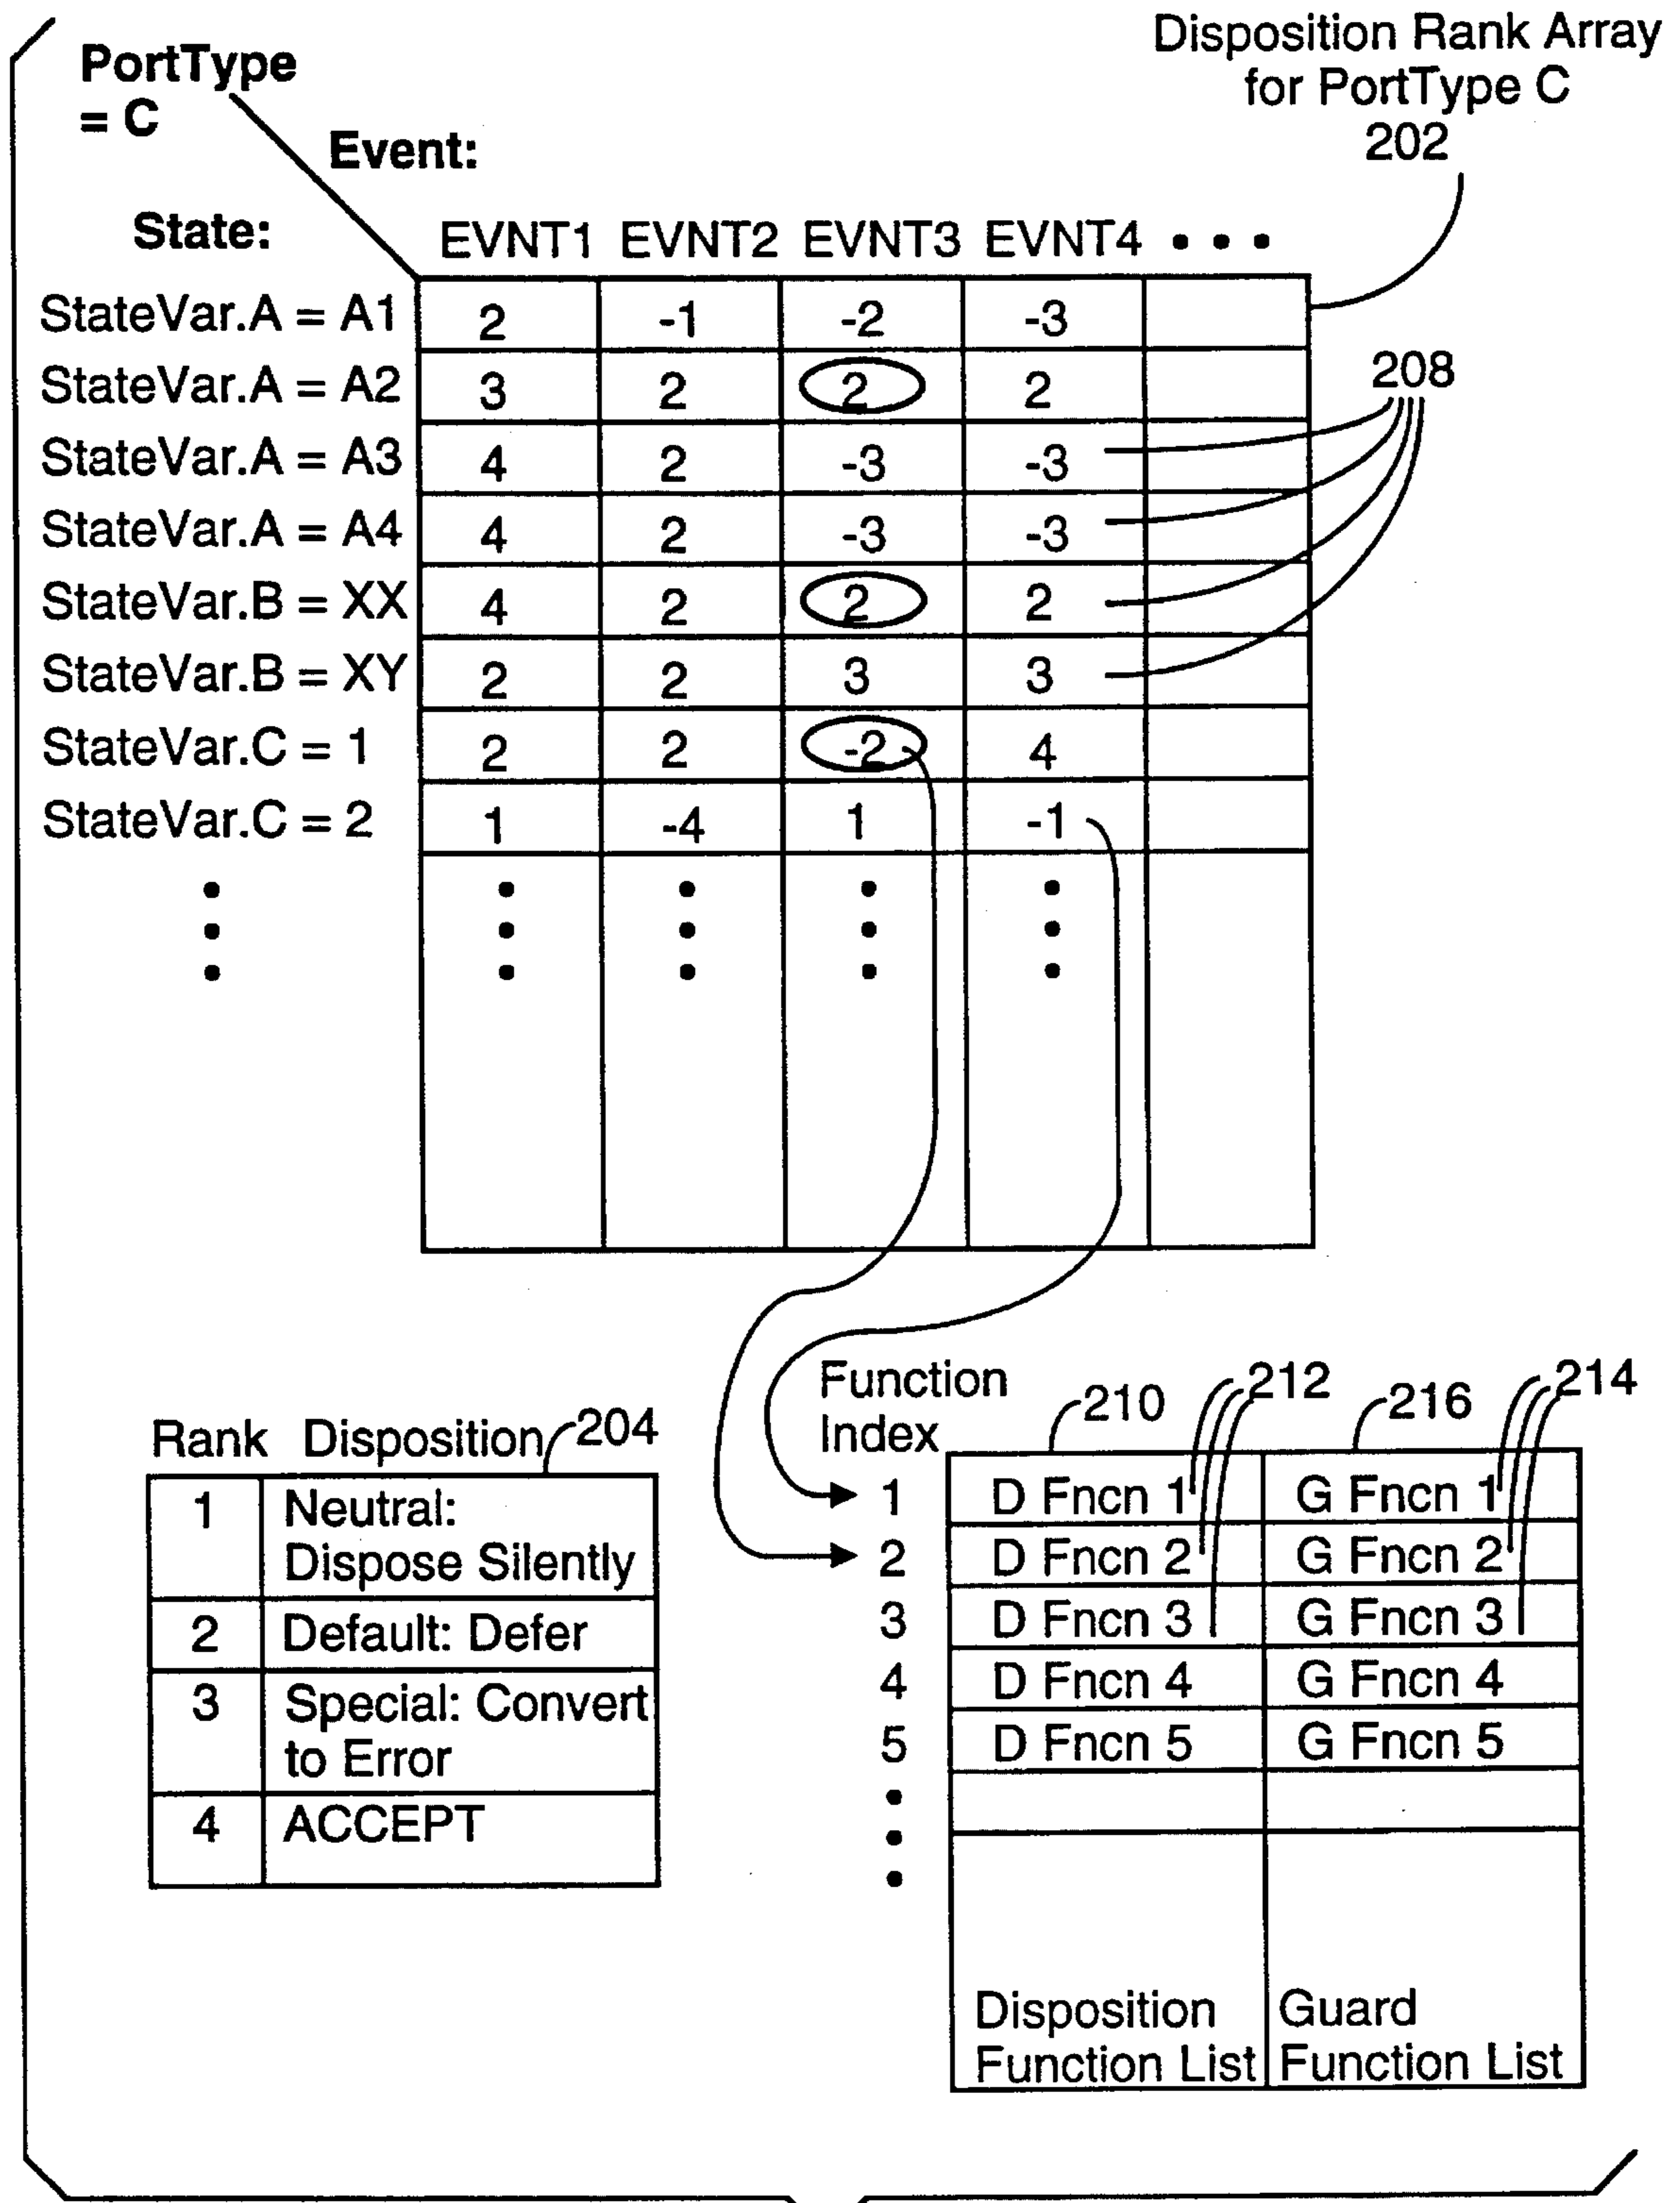 PortType
= C
Disposition Rank Array
for PortType C
202
Event:
State:
EVNT1 EVNT2 EVNT3 EVNT4 • • •
StateVar.A = A1 2 -1 -2 -3
StateVar.A = A2 3 2 2 2
208
StateVar.A = A3 4 2 -3 -3
StateVar.A = A4 4 2 -3 -3
StateVar.B = XX 4 2 2 2
StateVar.B = XY 2 2 3 3
StateVar.C = 1 2 2 -2 4
StateVar.C = 2 1 -4 1 -1
Rank Disposition 204
1 Neutral:
Dispose Silently
2 Default: Defer
3 Special: Convert
to Error
4 ACCEPT
Function
Index
210 212 216 214
1 D Fncn 1 G Fncn 1
2 D Fncn 2 G Fncn 2
3 D Fncn 3 G Fncn 3
4 D Fncn 4 G Fncn 4
5 D Fncn 5 G Fncn 5
Disposition
Function List
Guard
Function List